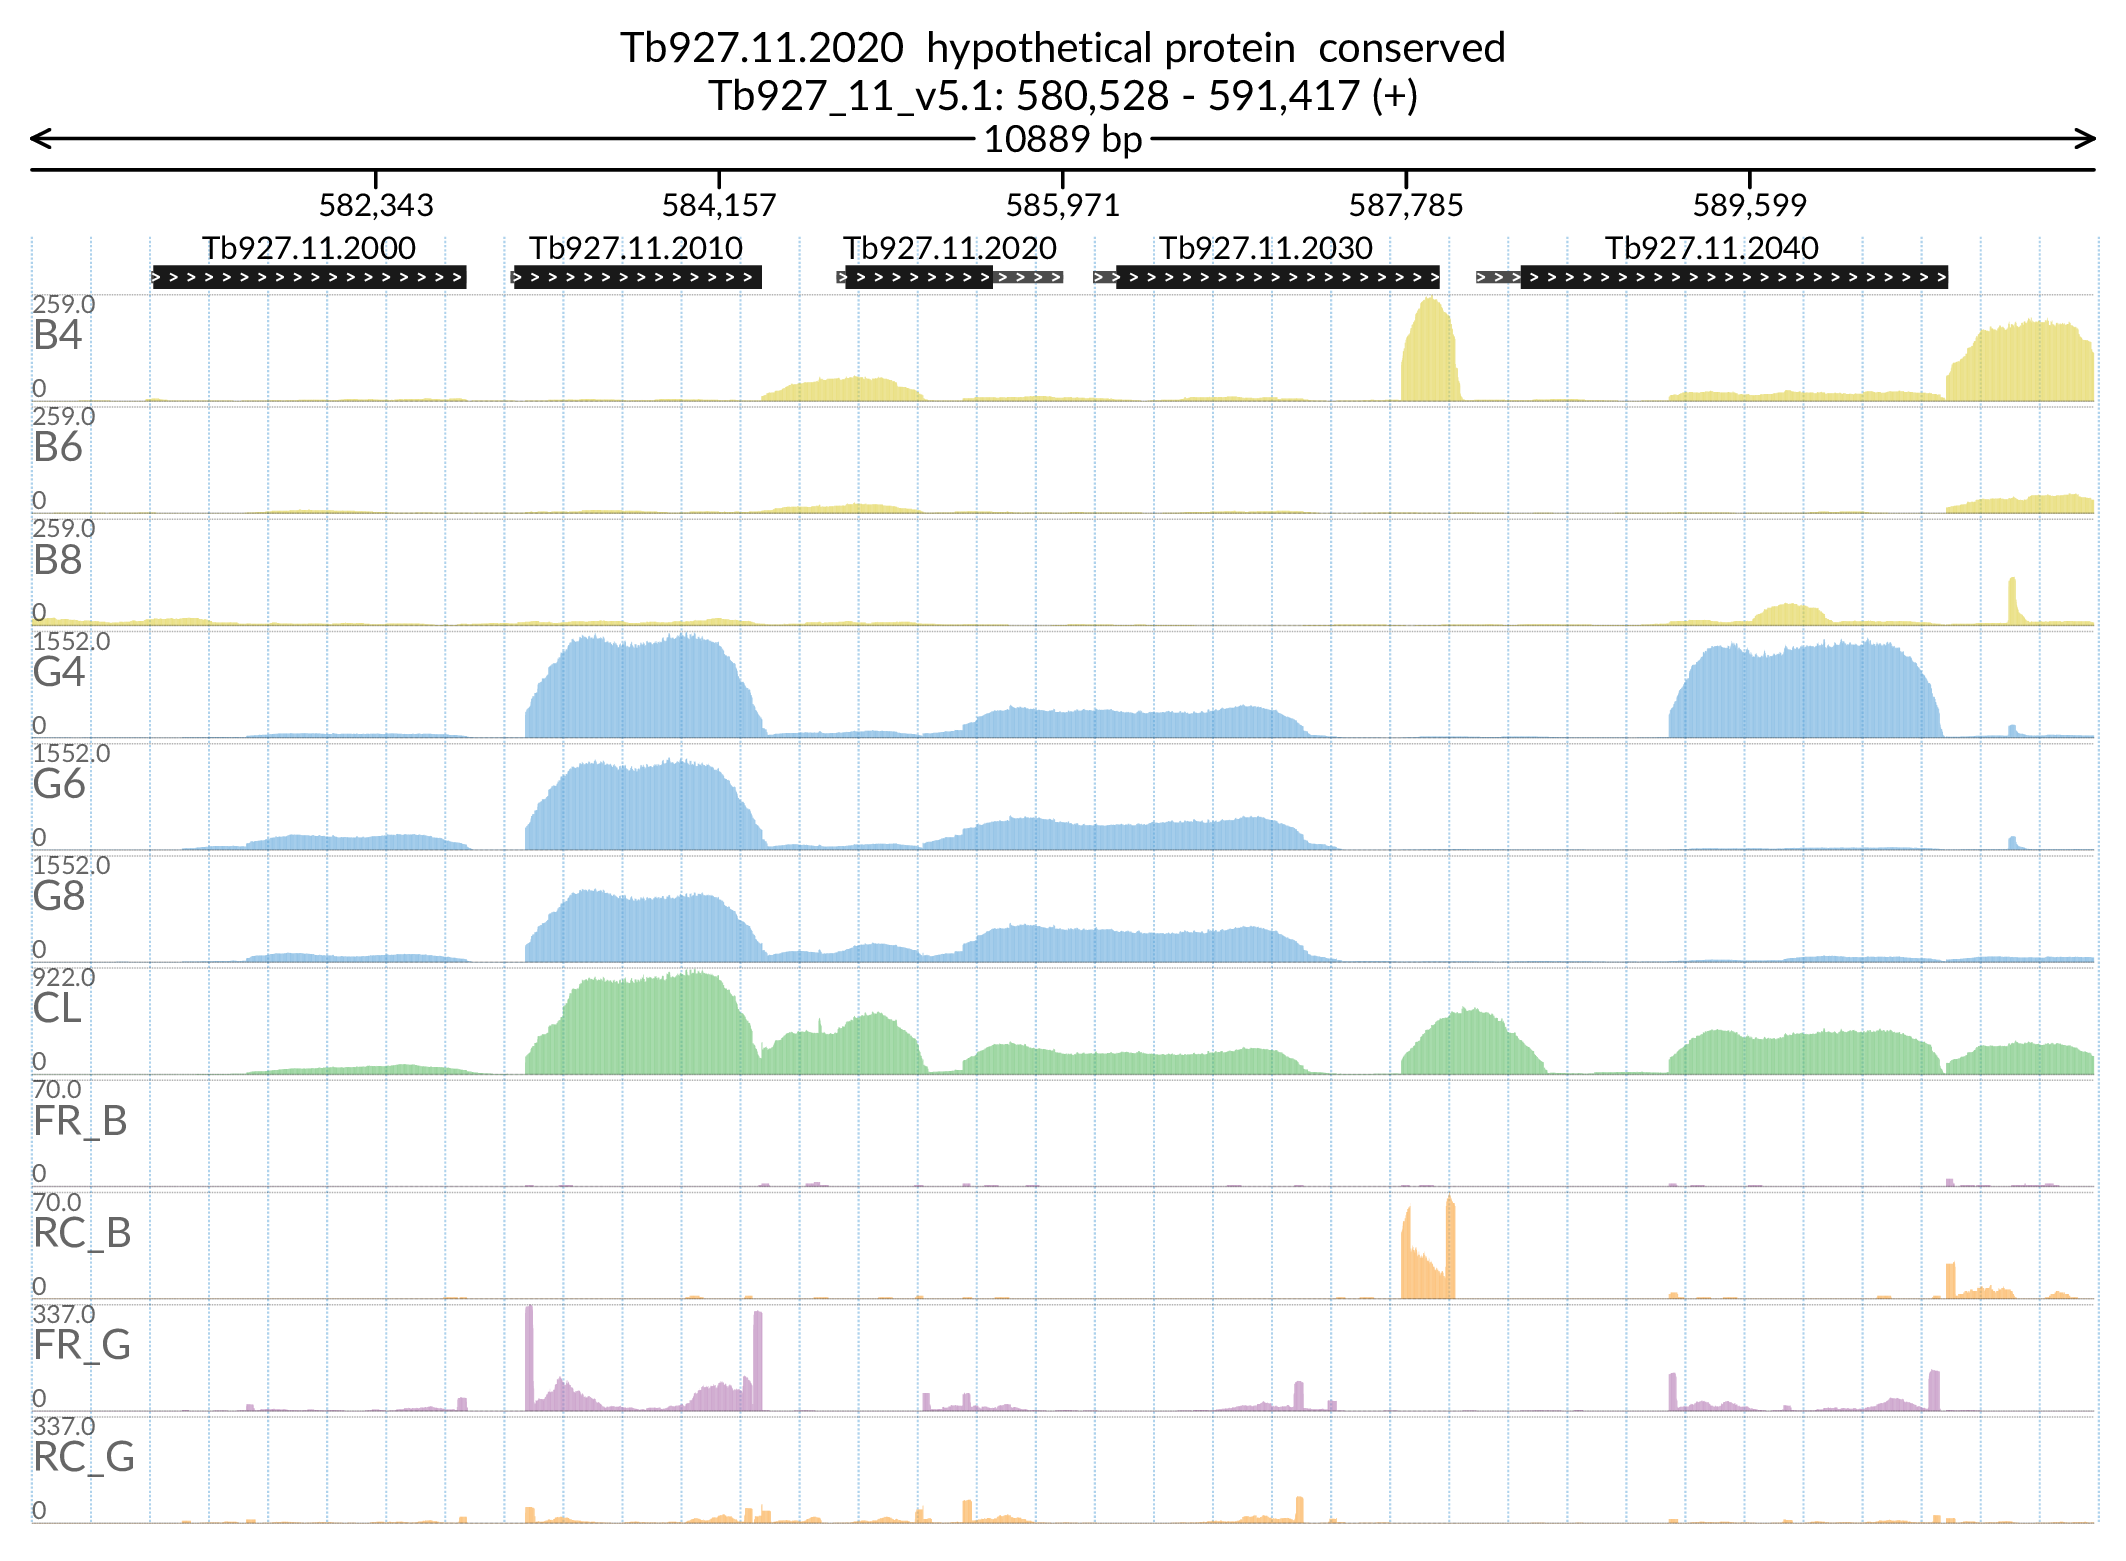 Tb927.11.2020  hypothetical protein  conserved
Tb927_11_v5.1: 580,528 - 591,417 (+)
10889 bp
582,343 584,157 585,971 587,785 589,599
Tb927.11.2000 Tb927.11.2010 Tb927.11.2020 Tb927.11.2030 Tb927.11.2040
259.0
B4
0
259.0
B6
0
259.0
B8
0
1552.0
G4
0
1552.0
G6
0
1552.0
G8
0
922.0
CL
0
70.0
FR_B
0
70.0
RC_B
0
337.0
FR_G
0
337.0
RC_G
0